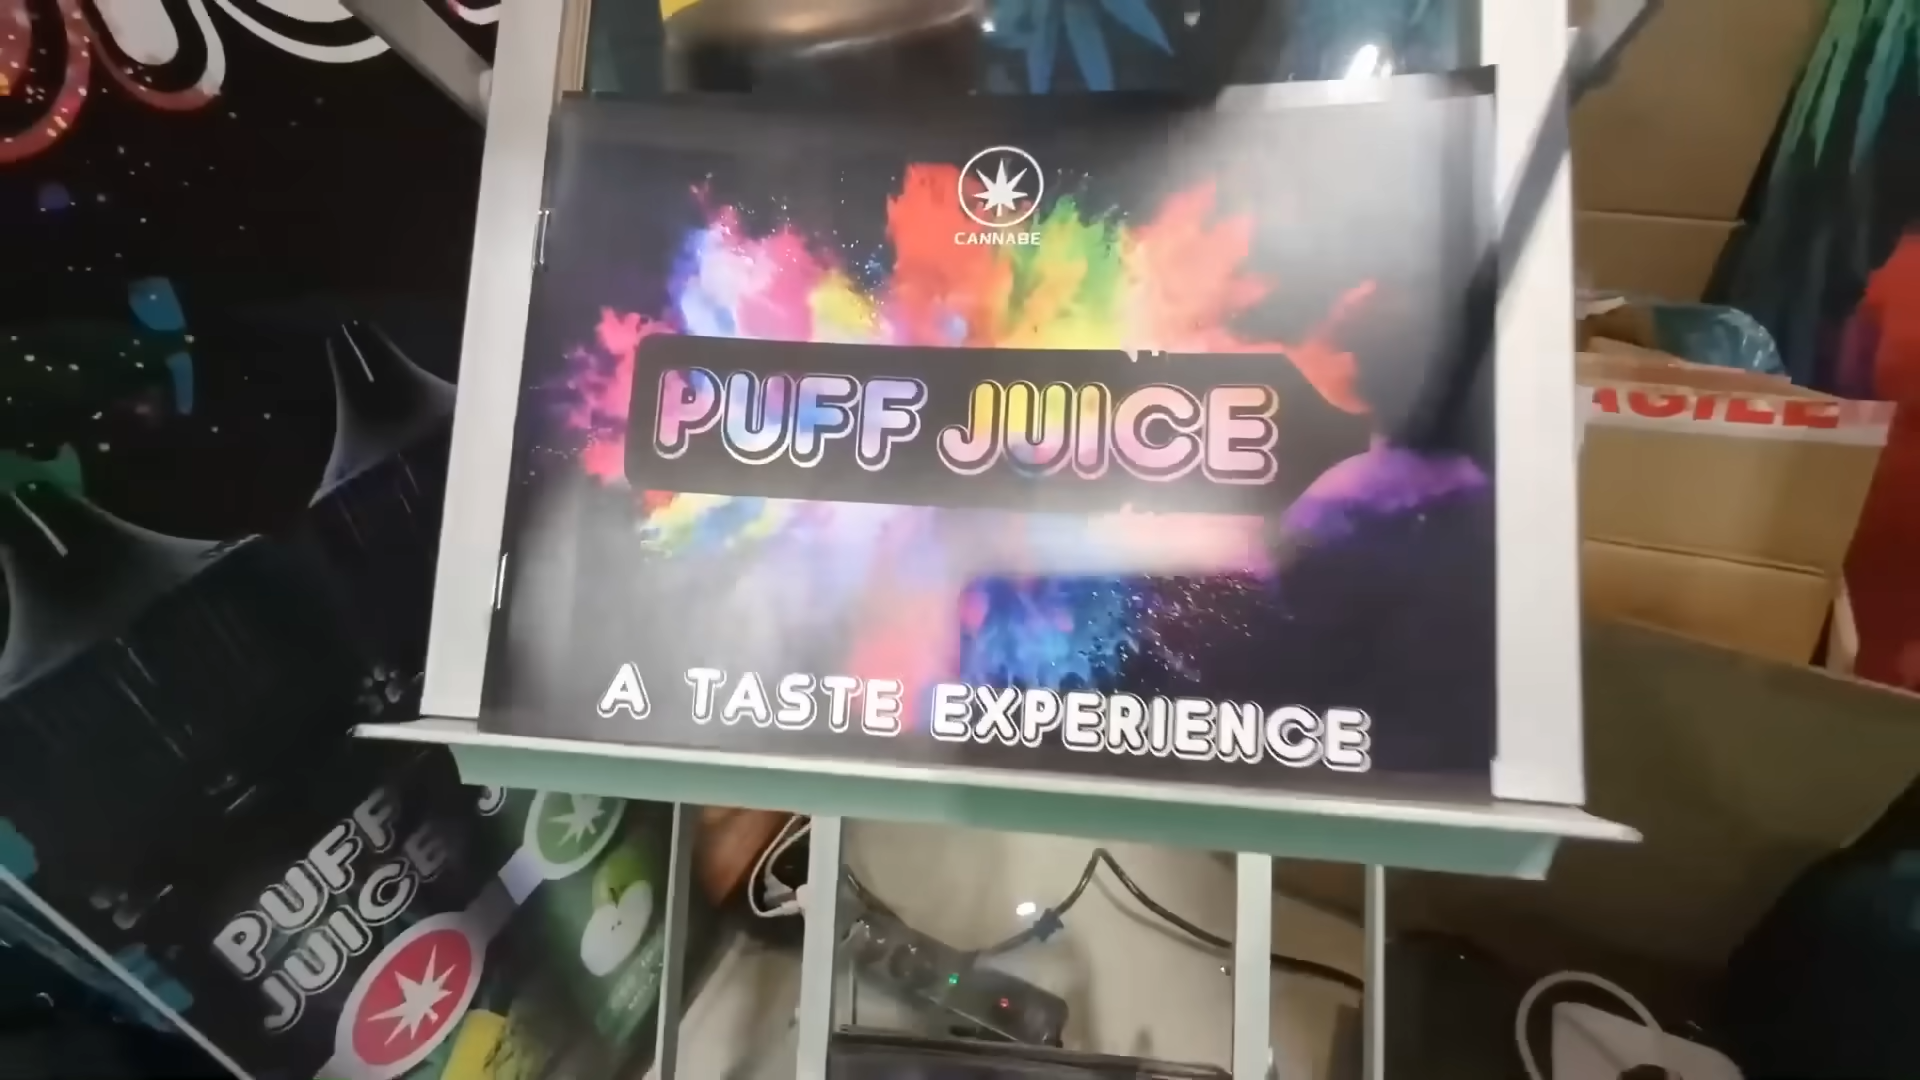 CANNABE
PUFF JUICE
A TASTE EXPERIENCE
PUFF
JUICE